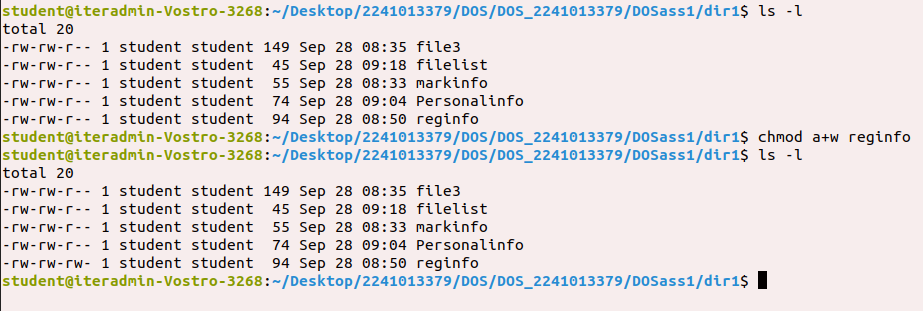 student@iteradmin-Vostro-3268:~/Desktop/2241013379/DOS/DOS_2241013379/DOSass1/dir1$ ls -l
total 20
-rw-rw-r-- 1 student student 149 Sep 28 08:35 file3
-rw-rw-r-- 1 student student  45 Sep 28 09:18 filelist
-rw-rw-r-- 1 student student  55 Sep 28 08:33 markinfo
-rw-rw-r-- 1 student student  74 Sep 28 09:04 Personalinfo
-rw-rw-r-- 1 student student  94 Sep 28 08:50 reginfo
student@iteradmin-Vostro-3268:~/Desktop/2241013379/DOS/DOS_2241013379/DOSass1/dir1$ chmod a+w reginfo
student@iteradmin-Vostro-3268:~/Desktop/2241013379/DOS/DOS_2241013379/DOSass1/dir1$ ls -l
total 20
-rw-rw-r-- 1 student student 149 Sep 28 08:35 file3
-rw-rw-r-- 1 student student  45 Sep 28 09:18 filelist
-rw-rw-r-- 1 student student  55 Sep 28 08:33 markinfo
-rw-rw-r-- 1 student student  74 Sep 28 09:04 Personalinfo
-rw-rw-rw- 1 student student  94 Sep 28 08:50 reginfo
student@iteradmin-Vostro-3268:~/Desktop/2241013379/DOS/DOS_2241013379/DOSass1/dir1$